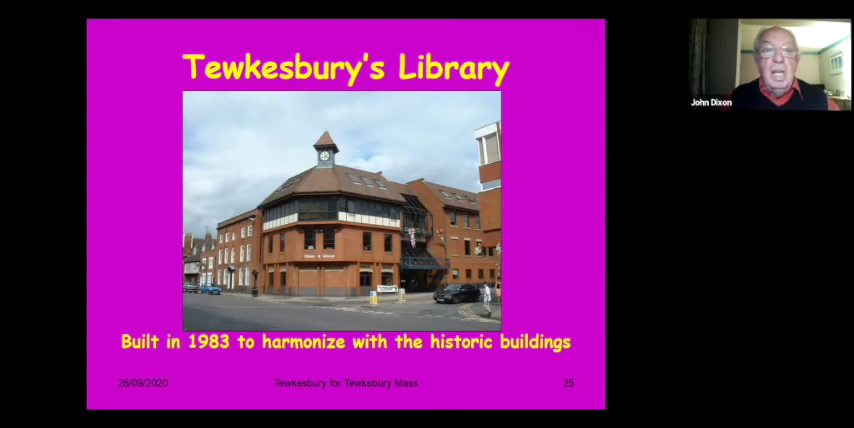 Tewkesbury's Library
John Dixon
Built in 1983 to harmonize with the historic buildings
26/09/2020 Tewkesbury for Tewksbury Mass 25